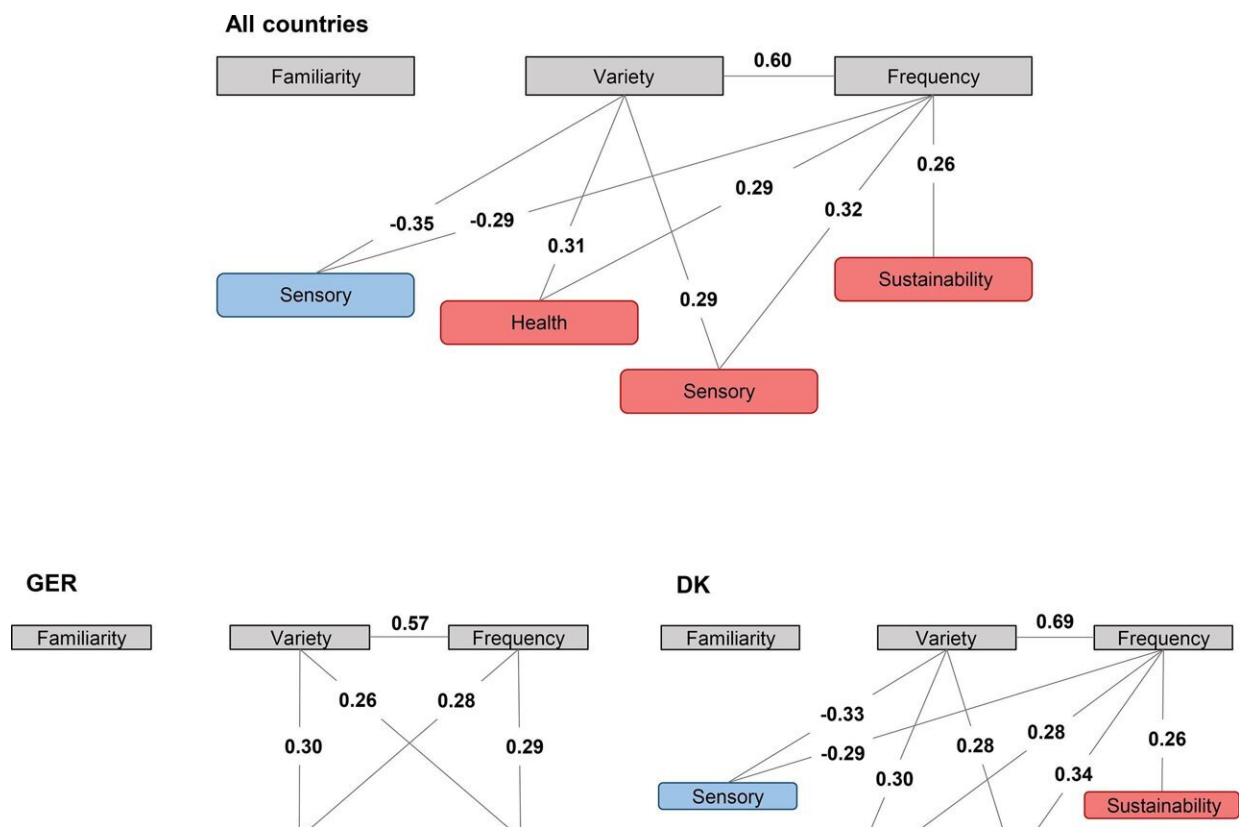 All countries
Familiarity
Variety
0.60
Frequency
0.26
0.29
0.32
-0.35
-0.29
0.31
Sustainability
Sensory
0.29
Health
Sensory
GER
DK
Familiarity
Variety
0.57
Frequency
Familiarity
Variety
0.69
Frequency
0.26
0.28
0.30
0.29
-0.33
-0.29
0.28
0.28
0.26
0.30
0.34
Sensory
Sustainability